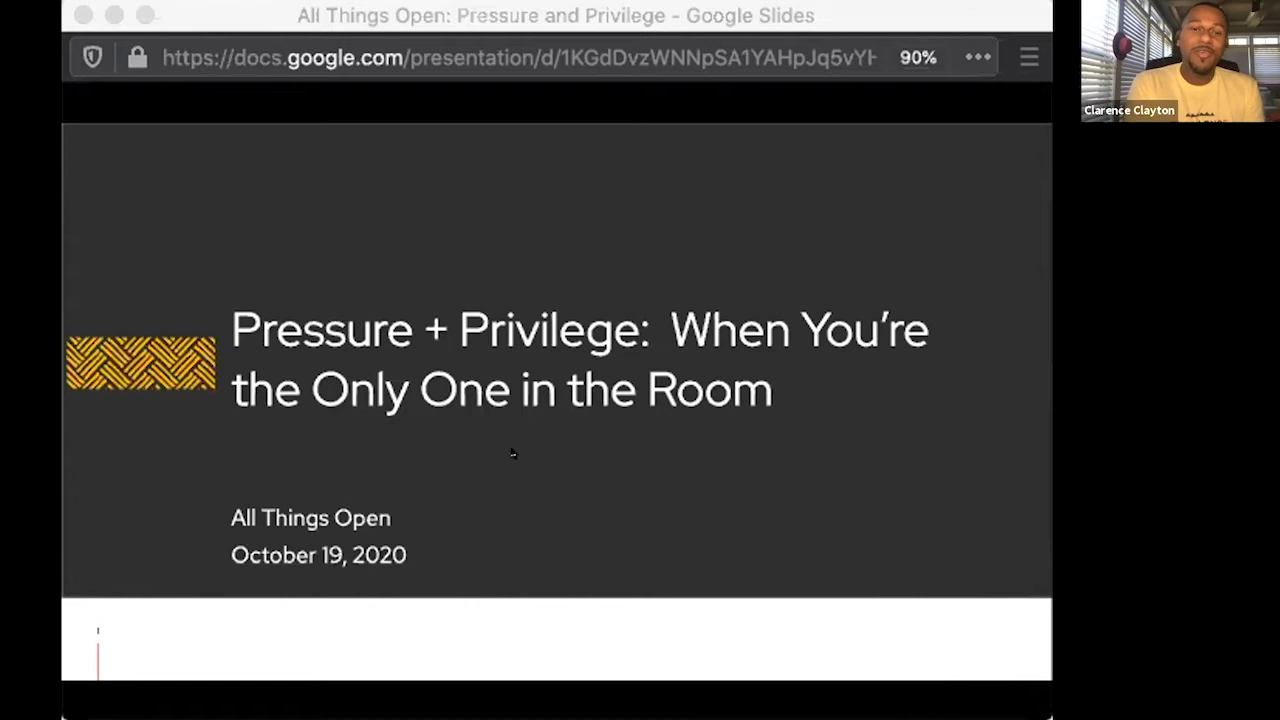 All Things Open: Pressure and Privilege - Google Slides
https://docs.google.com/presentation/d/1KGdDvzWNNpSA1YAHpJq5vYH
90%
Clarence Clayton
Pressure + Privilege: When You’re
the Only One in the Room
All Things Open
October 19, 2020